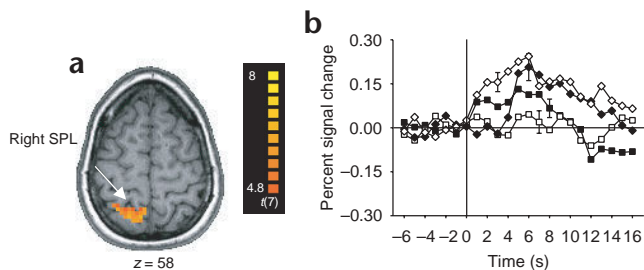 a
Right SPL
z = 58
8
4.8
t(7)
b
Percent signal change
0.30
0.15
0.00
–0.15
–0.30
–6 –4 –2 0 2 4 6 8 10 12 14 16
Time (s)